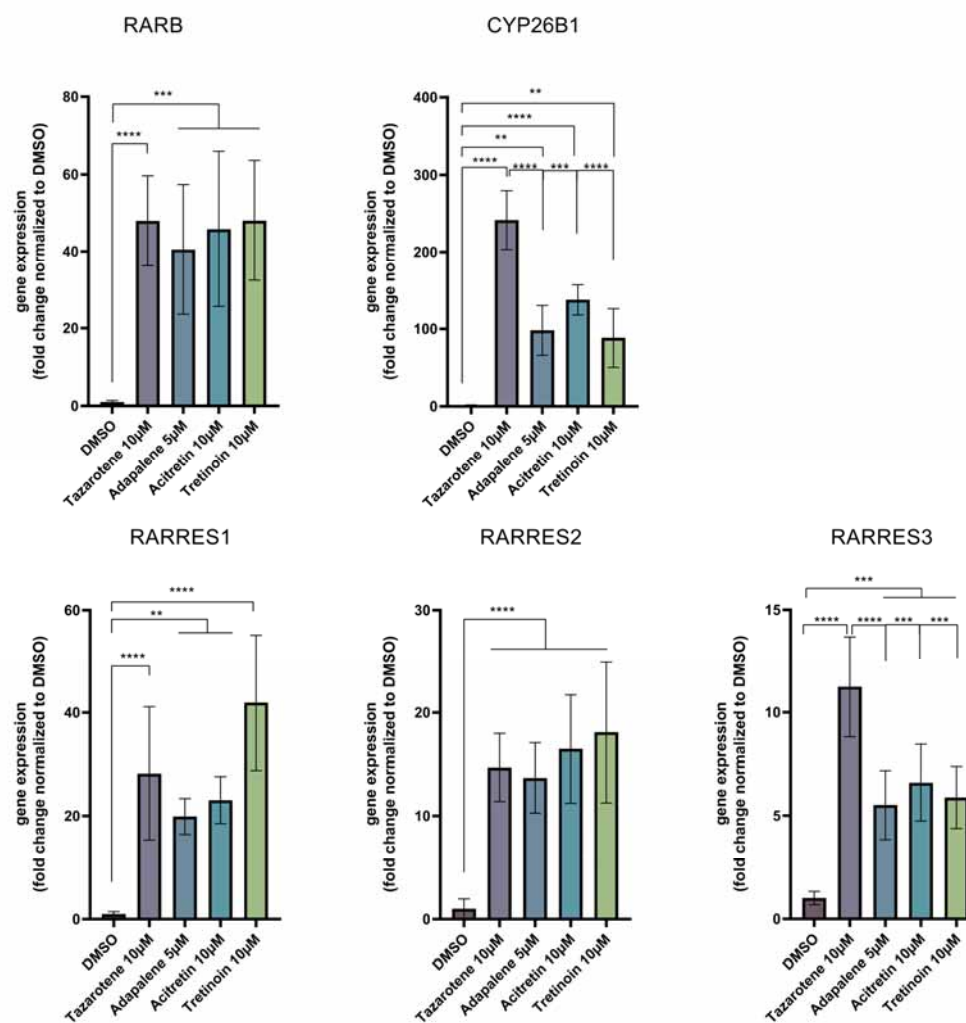 RARB
gene expression
(fold change normalized to DMSO)
80
60
40
20
0
***
****
DMSO
Tazarotene 10µM
Adapalene 5µM
Acitretin 10µM
Tretinoin 10µM
CYP26B1
gene expression
(fold change normalized to DMSO)
400
300
200
100
0
**
****
**
**** **** *** ****
DMSO
Tazarotene 10µM
Adapalene 5µM
Acitretin 10µM
Tretinoin 10µM
RARRES1
gene expression
(fold change normalized to DMSO)
60
40
20
0
****
**
****
DMSO
Tazarotene 10µM
Adapalene 5µM
Acitretin 10µM
Tretinoin 10µM
RARRES2
gene expression
(fold change normalized to DMSO)
30
20
10
0
****
DMSO
Tazarotene 10µM
Adapalene 5µM
Acitretin 10µM
Tretinoin 10µM
RARRES3
gene expression
(fold change normalized to DMSO)
15
10
5
0
***
**** **** *** ***
DMSO
Tazarotene 10µM
Adapalene 5µM
Acitretin 10µM
Tretinoin 10µM